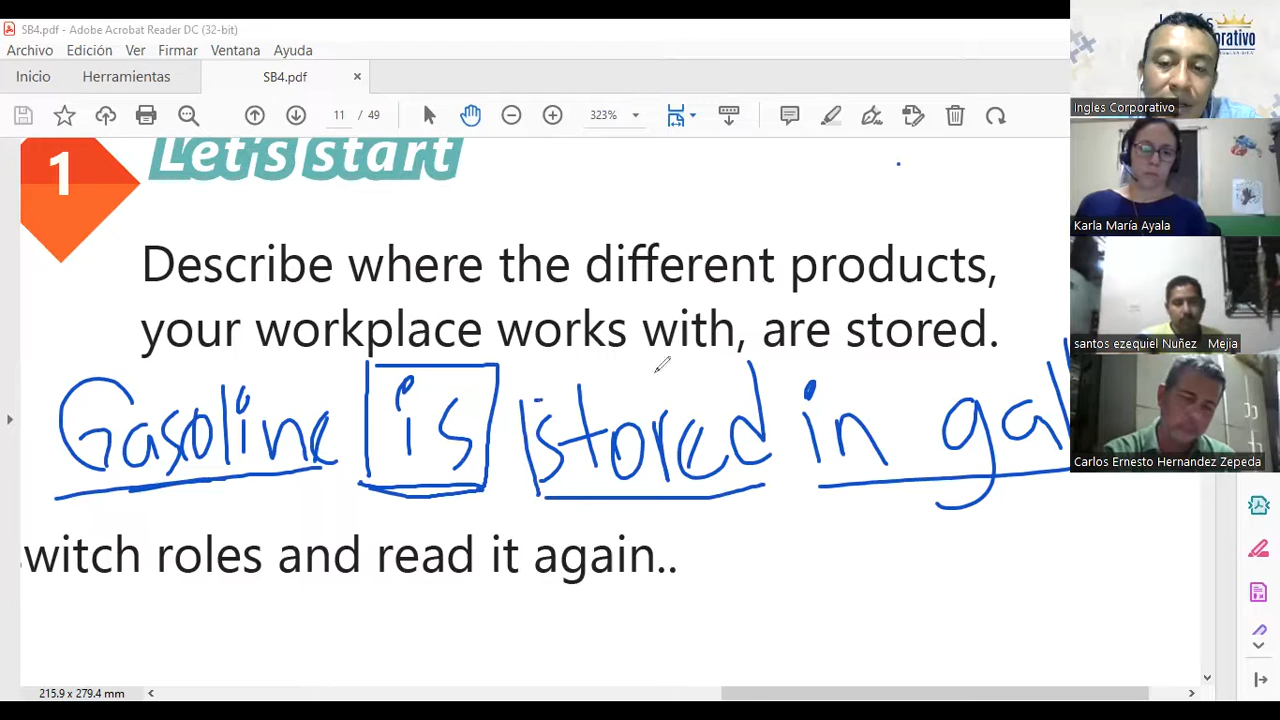 SB4.pdf - Adobe Acrobat Reader DC (32-bit)
Archivo Edición Ver Firmar Ventana Ayuda
Inicio Herramientas SB4.pdf ×
11 / 49 323%
1 Let's start
Describe where the different products,
your workplace works with, are stored.
Gasoline is stored in gal
witch roles and read it again..
215.9 x 279.4 mm
Ingles Corporativo
Karla María Ayala
santos ezequiel Nuñez Mejia
Carlos Ernesto Hernandez Zepeda